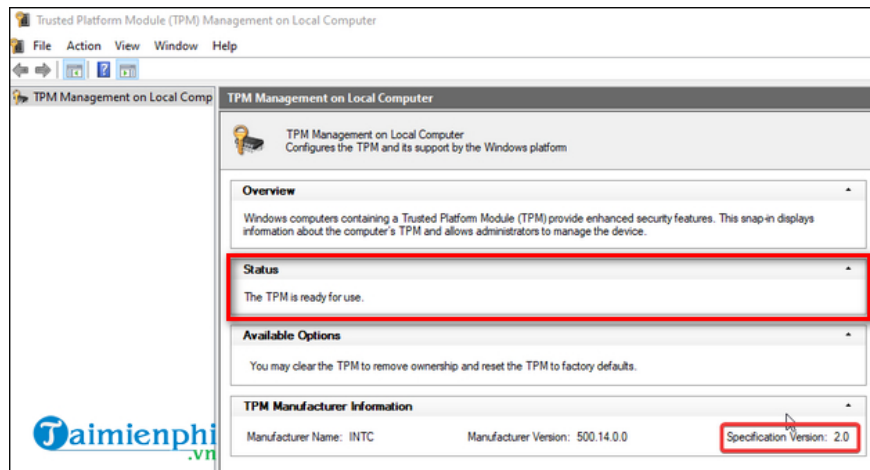 Trusted Platform Module (TPM) Management on Local Computer
File Action View Window Help
TPM Management on Local Comp
TPM Management on Local Computer
TPM Management on Local Computer
Configures the TPM and its support by the Windows platform
Overview
Windows computers containing a Trusted Platform Module (TPM) provide enhanced security features. This snap-in displays
information about the computer's TPM and allows administrators to manage the device.
Status
The TPM is ready for use.
Available Options
You may clear the TPM to remove ownership and reset the TPM to factory defaults.
TPM Manufacturer Information
Manufacturer Name: INTC Manufacturer Version: 500.14.0.0 Specification Version: 2.0
Taimienphi
.vn